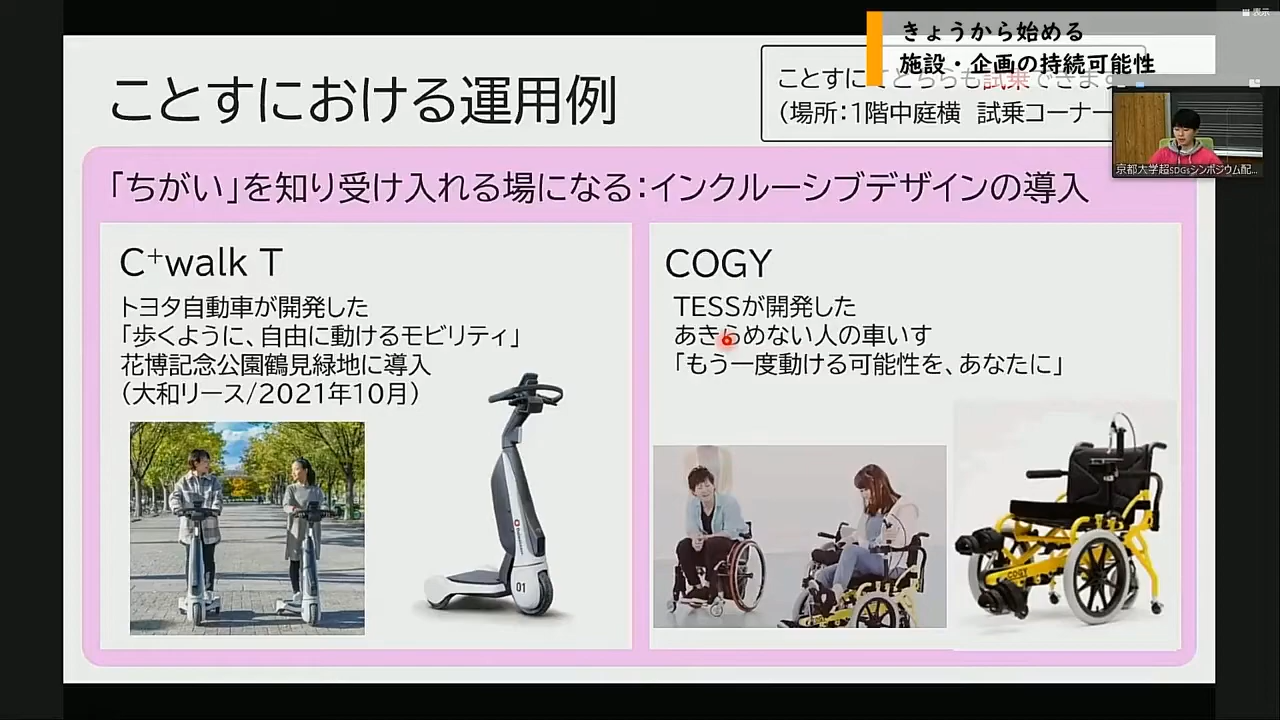 表示
きょうから始める
施設・企画の持続可能性
ことすにおける運用例
ことすに
試乗
(場所:1階中庭横 試乗コーナー
京都大学超SDGsシンポジウム配...
「ちがい」を知り受け入れる場になる:インクルーシブデザインの導入
C⁺walk T
トヨタ自動車が開発した
「歩くように、自由に動けるモビリティ」
花博記念公園鶴見緑地に導入
(大和リース/2021年10月)
01
COGY
TESSが開発した
あきらめない人の車いす
「もう一度動ける可能性を、あなたに」
COGY